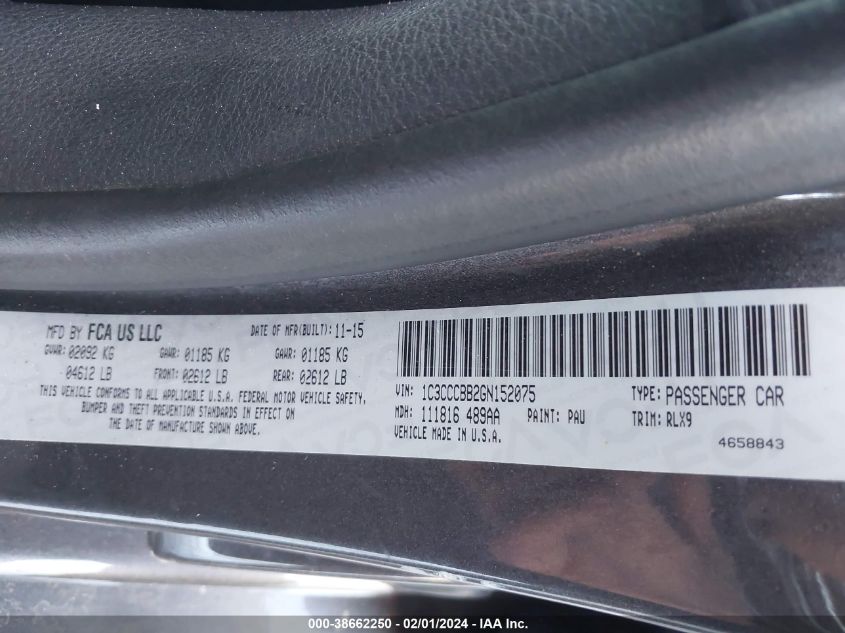 MFD BY FCA US LLC
DATE OF MFR(BUILT): 11-15
GVWR: 02092 KG
GAWR: 01185 KG
GAWR: 01185 KG
04612 LB
FRONT: 02612 LB
REAR: 02612 LB
THIS VEHICLE CONFORMS TO ALL APPLICABLE U.S.A. FEDERAL MOTOR VEHICLE SAFETY,
BUMPER AND THEFT PREVENTION STANDARDS IN EFFECT ON
THE DATE OF MANUFACTURE SHOWN ABOVE.
VIN: 1C3CCCBB2GN152075
TYPE: PASSENGER CAR
MDH: 111816 489AA
PAINT: PAU
TRIM: RLX9
VEHICLE MADE IN U.S.A.
4658843
000-38662250 - 02/01/2024 - IAA Inc.